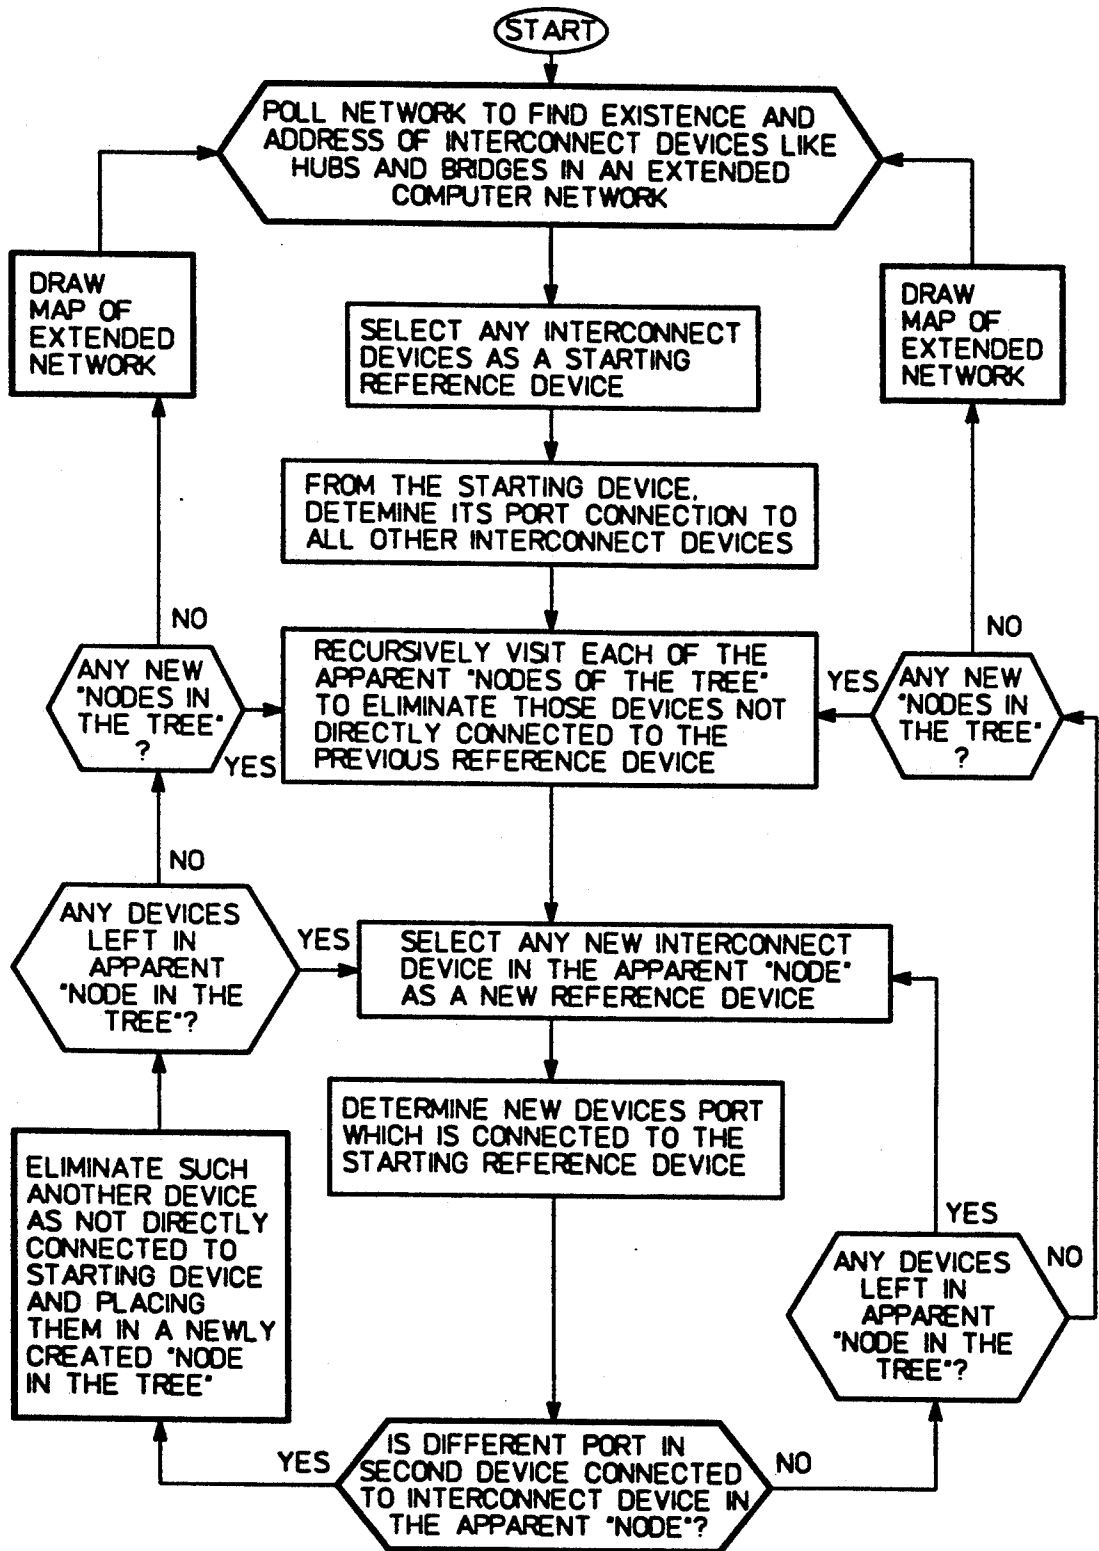 START
POLL NETWORK TO FIND EXISTENCE AND
ADDRESS OF INTERCONNECT DEVICES LIKE
HUBS AND BRIDGES IN AN EXTENDED
COMPUTER NETWORK
DRAW
MAP OF
EXTENDED
NETWORK
DRAW
MAP OF
EXTENDED
NETWORK
SELECT ANY INTERCONNECT
DEVICES AS A STARTING
REFERENCE DEVICE
FROM THE STARTING DEVICE,
DETEMINE ITS PORT CONNECTION TO
ALL OTHER INTERCONNECT DEVICES
NO
NO
ANY NEW
"NODES IN
THE TREE"
?
YES
RECURSIVELY VISIT EACH OF THE
APPARENT "NODES OF THE TREE"
TO ELIMINATE THOSE DEVICES NOT
DIRECTLY CONNECTED TO THE
PREVIOUS REFERENCE DEVICE
YES
ANY NEW
"NODES IN
THE TREE"
?
NO
ANY DEVICES
LEFT IN
APPARENT
"NODE IN THE
TREE"?
YES
SELECT ANY NEW INTERCONNECT
DEVICE IN THE APPARENT "NODE"
AS A NEW REFERENCE DEVICE
DETERMINE NEW DEVICES PORT
WHICH IS CONNECTED TO THE
STARTING REFERENCE DEVICE
ELIMINATE SUCH
ANOTHER DEVICE
AS NOT DIRECTLY
CONNECTED TO
STARTING DEVICE
AND PLACING
THEM IN A NEWLY
CREATED "NODE
IN THE TREE"
YES
NO
ANY DEVICES
LEFT IN
APPARENT
"NODE IN THE
TREE"?
YES
IS DIFFERENT PORT IN
SECOND DEVICE CONNECTED
TO INTERCONNECT DEVICE IN
THE APPARENT "NODE"?
NO